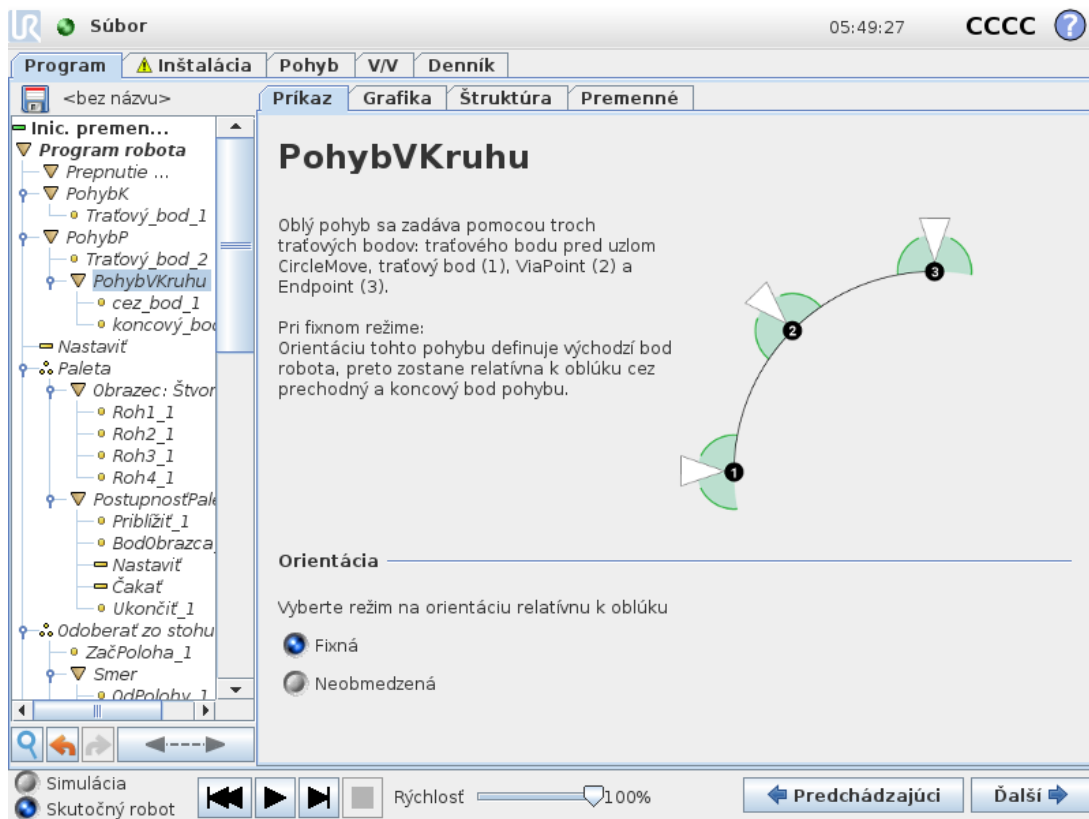 UR Súbor 05:49:27 CCCC ?
Program Inštalácia Pohyb V/V Denník
<bez názvu> Príkaz Grafika Štruktúra Premenné
Inic. premen...
Program robota
Prepnutie ...
PohybK
Traťový_bod_1
PohybP
Traťový_bod_2
PohybVKruhu
cez_bod_1
koncový_bod
Nastaviť
Paleta
Obrazec: Štvor
Roh1_1
Roh2_1
Roh3_1
Roh4_1
PostupnosťPale
Priblížiť_1
BodObrazca_
Nastaviť
Čakať
Ukončiť_1
Odoberať zo stohu
ZačPoloha_1
Smer
OdPolohy_1
PohybVKruhu
Oblý pohyb sa zadáva pomocou troch
traťových bodov: traťového bodu pred uzlom
CircleMove, traťový bod (1), ViaPoint (2) a
Endpoint (3).
Pri fixnom režime:
Orientáciu tohto pohybu definuje východzí bod
robota, preto zostane relatívna k oblúku cez
prechodný a koncový bod pohybu.
3
2
1
Orientácia
Vyberte režim na orientáciu relatívnu k oblúku
Fixná
Neobmedzená
Simulácia
Skutočný robot
Rýchlosť 100%
Predchádzajúci
Ďalší